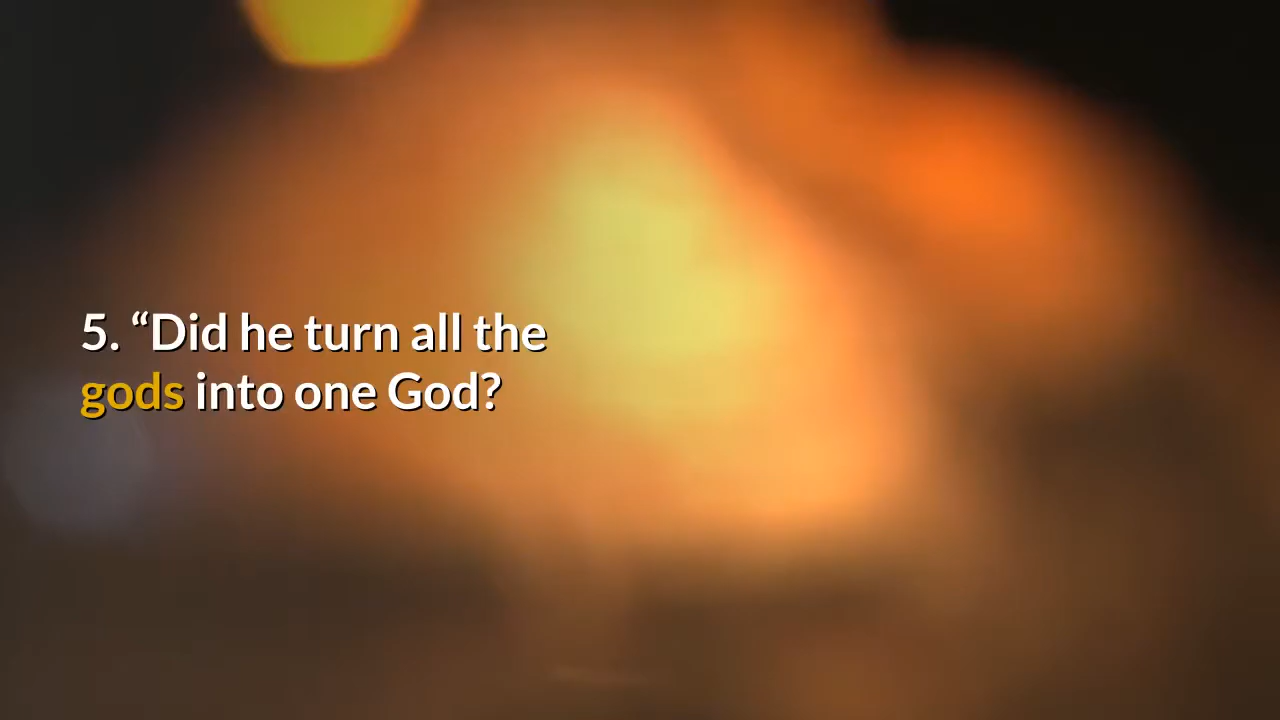 5. “Did he turn all the
gods into one God?